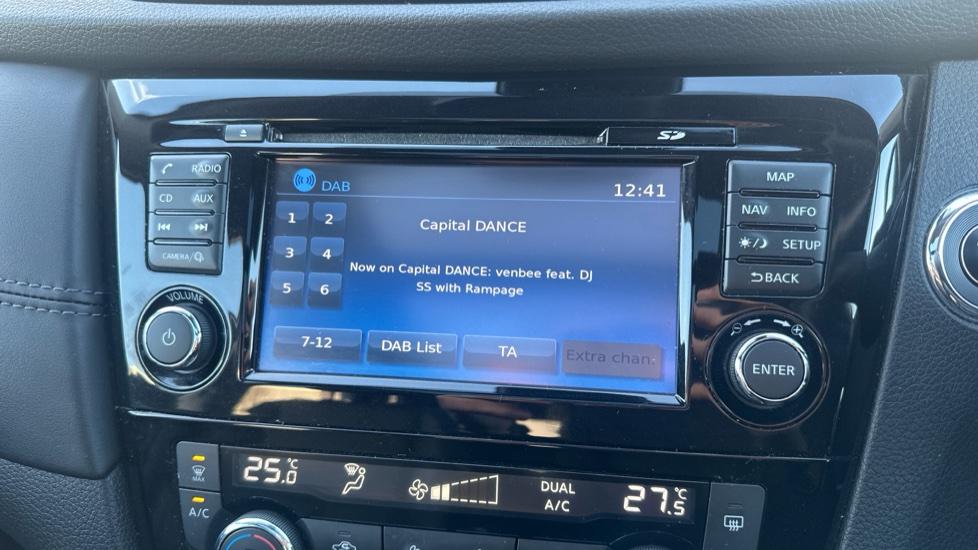 SD
RADIO
CD AUX
CAMERA/
VOLUME
DAB
12:41
1 2
3 4
5 6
Capital DANCE
Now on Capital DANCE: venbee feat. DJ
SS with Rampage
7-12
DAB List
TA
Extra chan.
MAP
NAV INFO
SETUP
BACK
ENTER
MAX
A/C
25.0 °C
DUAL
A/C
27.5 °C